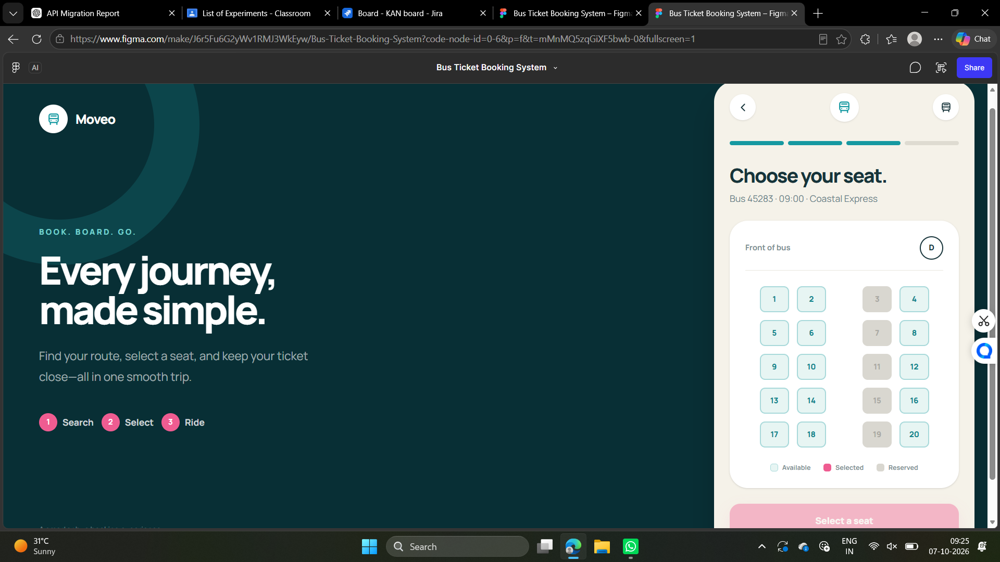 API Migration Report
List of Experiments - Classroom
Board - KAN board - Jira
Bus Ticket Booking System – Figma
Bus Ticket Booking System – Figma
https://www.figma.com/make/J6r5Fu6G2yWv1RMJ3WkEyw/Bus-Ticket-Booking-System?code-node-id=0-6&p=f&t=mMnMQ5zqGiXF5bwb-0&fullscreen=1
Chat
AI
Bus Ticket Booking System
Share
Moveo
BOOK. BOARD. GO.
Every journey,
made simple.
Find your route, select a seat, and keep your ticket
close—all in one smooth trip.
1 Search 2 Select 3 Ride
Choose your seat.
Bus 45283 · 09:00 · Coastal Express
Front of bus D
1 2 3 4
5 6 7 8
9 10 11 12
13 14 15 16
17 18 19 20
Available Selected Reserved
Select a seat
31°C
Sunny
Search
ENG
IN
09:25
07-10-2026